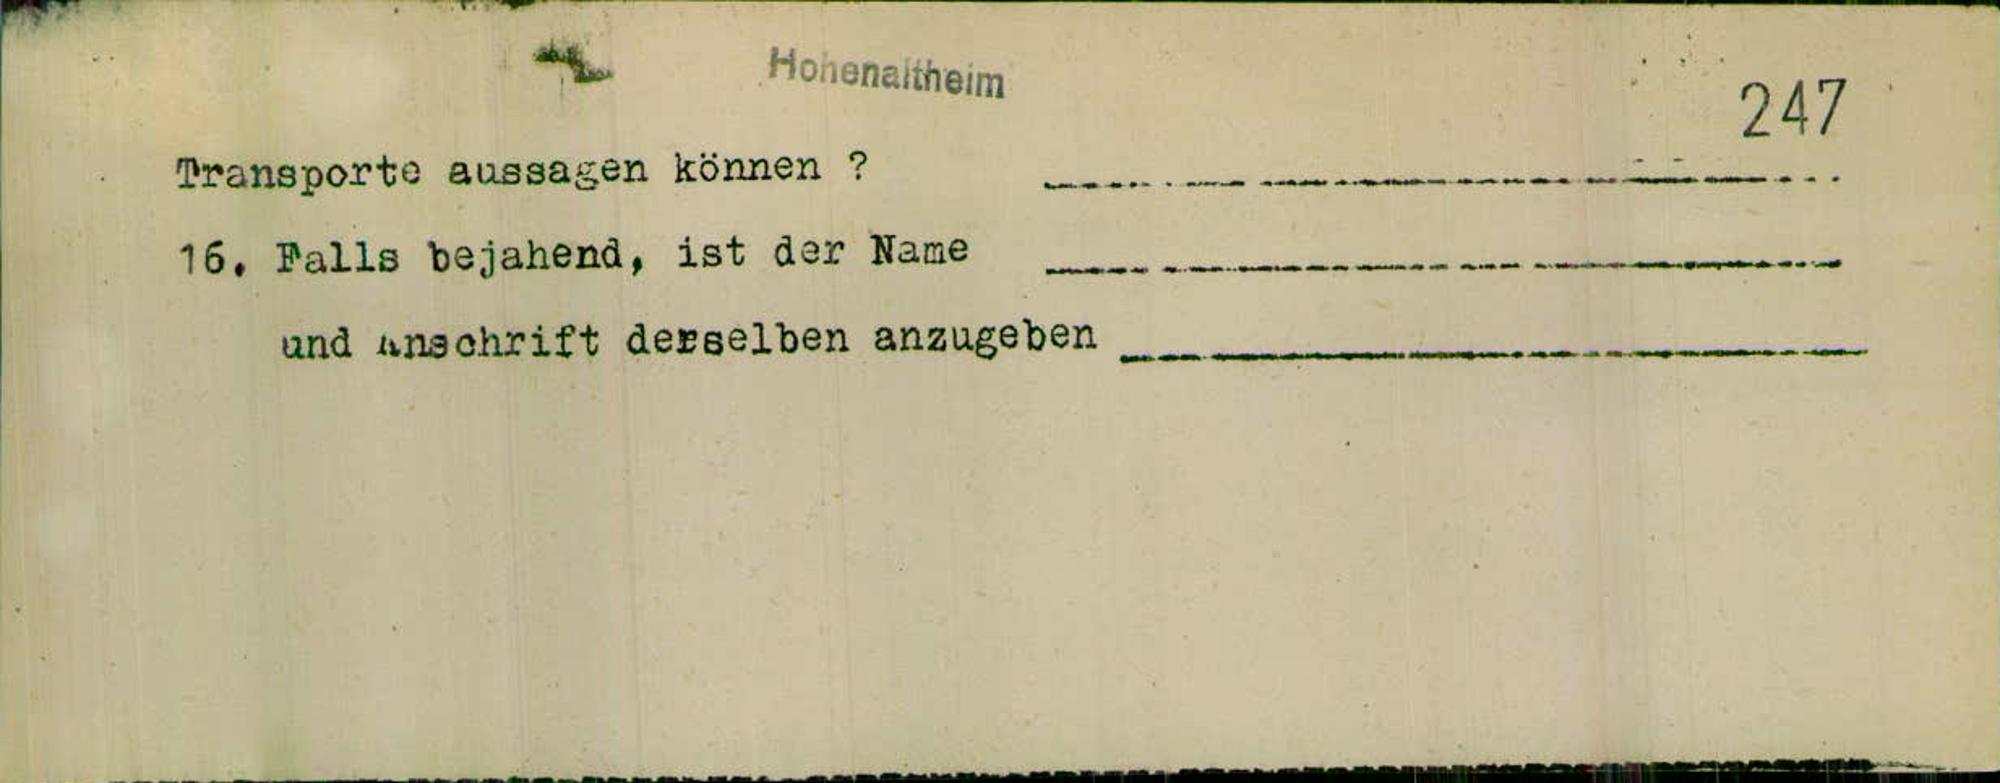 Hohenaltheim
247
Transporte aussagen können ?
16. Falls bejahend, ist der Name
und Anschrift derselben anzugeben